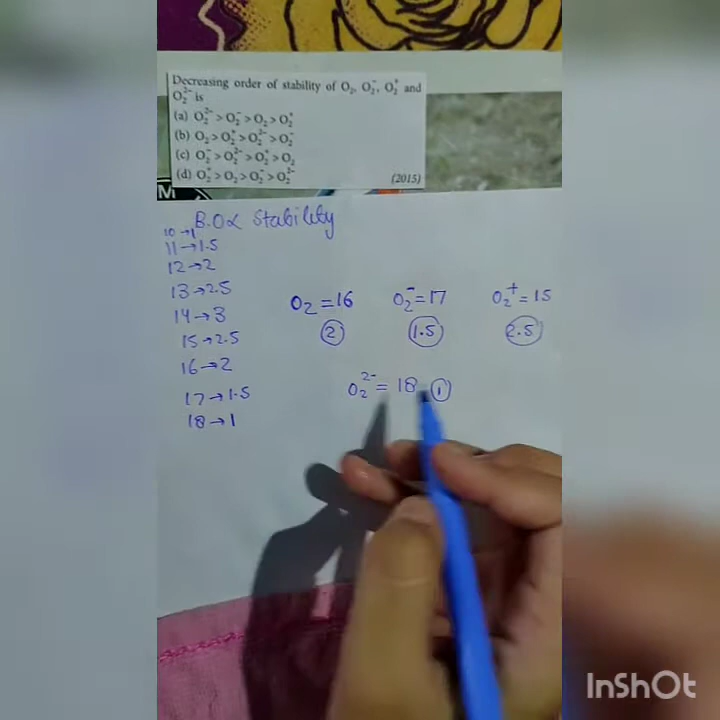 Decreasing order of stability of O₂, O₂⁻, O₂⁺ and
O₂²⁻ is
(a) O₂²⁻ > O₂⁻ > O₂ > O₂⁺
(b) O₂ > O₂⁺ > O₂²⁻ > O₂⁻
(c) O₂⁻ > O₂²⁻ > O₂⁺ > O₂
(d) O₂⁺ > O₂ > O₂⁻ > O₂²⁻ (2015)
M
B.O α Stability
10 → 1
11 → 1.5
12 → 2
13 → 2.5
14 → 3
15 → 2.5
16 → 2
17 → 1.5
18 → 1
O₂ = 16 O₂⁻ = 17 O₂⁺ = 15
2 1.5 2.5
O₂²⁻ = 18 1
InShOt